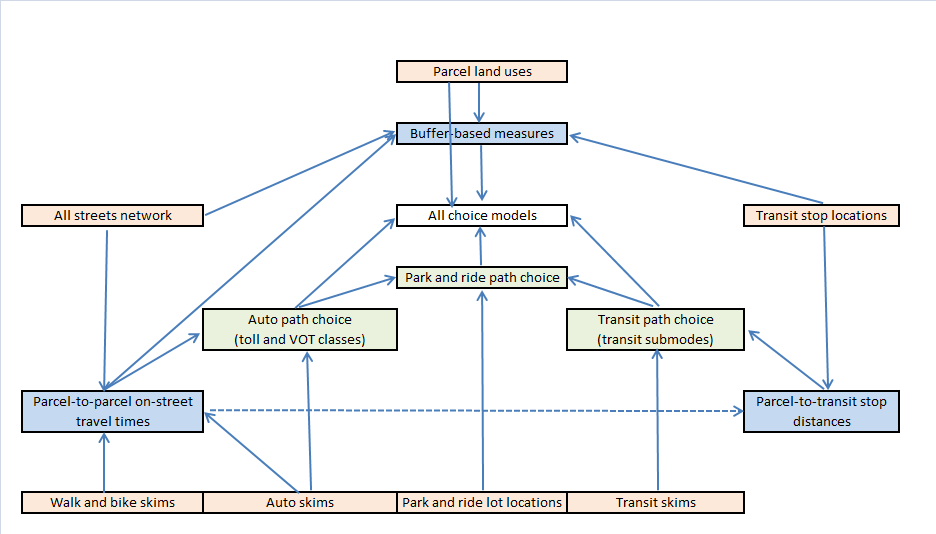 Parcel land uses
Buffer-based measures
All streets network
All choice models
Transit stop locations
Park and ride path choice
Auto path choice
(toll and VOT classes)
Transit path choice
(transit submodes)
Parcel-to-parcel on-street
travel times
Parcel-to-transit stop
distances
Walk and bike skims
Auto skims
Park and ride lot locations
Transit skims